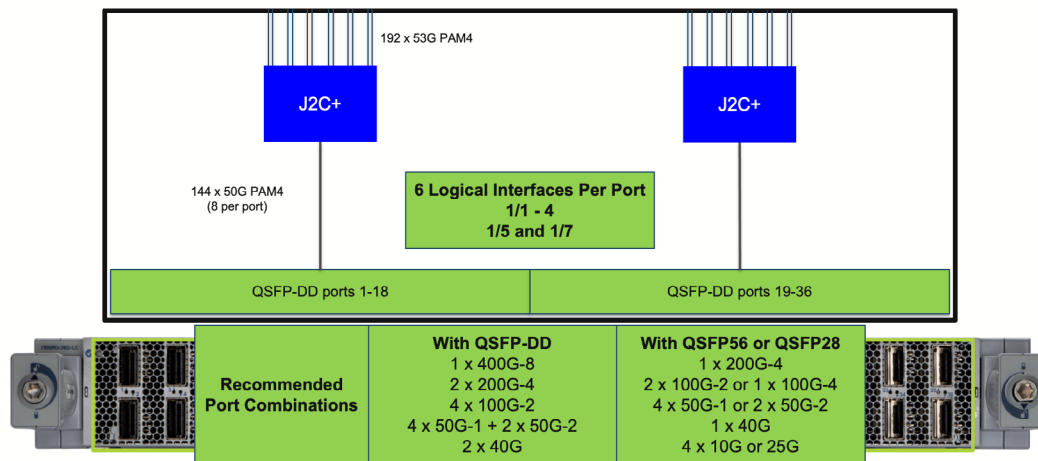 192 x 53G PAM4
J2C+
J2C+
144 x 50G PAM4
(8 per port)
6 Logical Interfaces Per Port
1/1 - 4
1/5 and 1/7
QSFP-DD ports 1-18
QSFP-DD ports 19-36
Recommended
Port Combinations
With QSFP-DD
1 x 400G-8
2 x 200G-4
4 x 100G-2
4 x 50G-1 + 2 x 50G-2
2 x 40G
With QSFP56 or QSFP28
1 x 200G-4
2 x 100G-2 or 1 x 100G-4
4 x 50G-1 or 2 x 50G-2
1 x 40G
4 x 10G or 25G